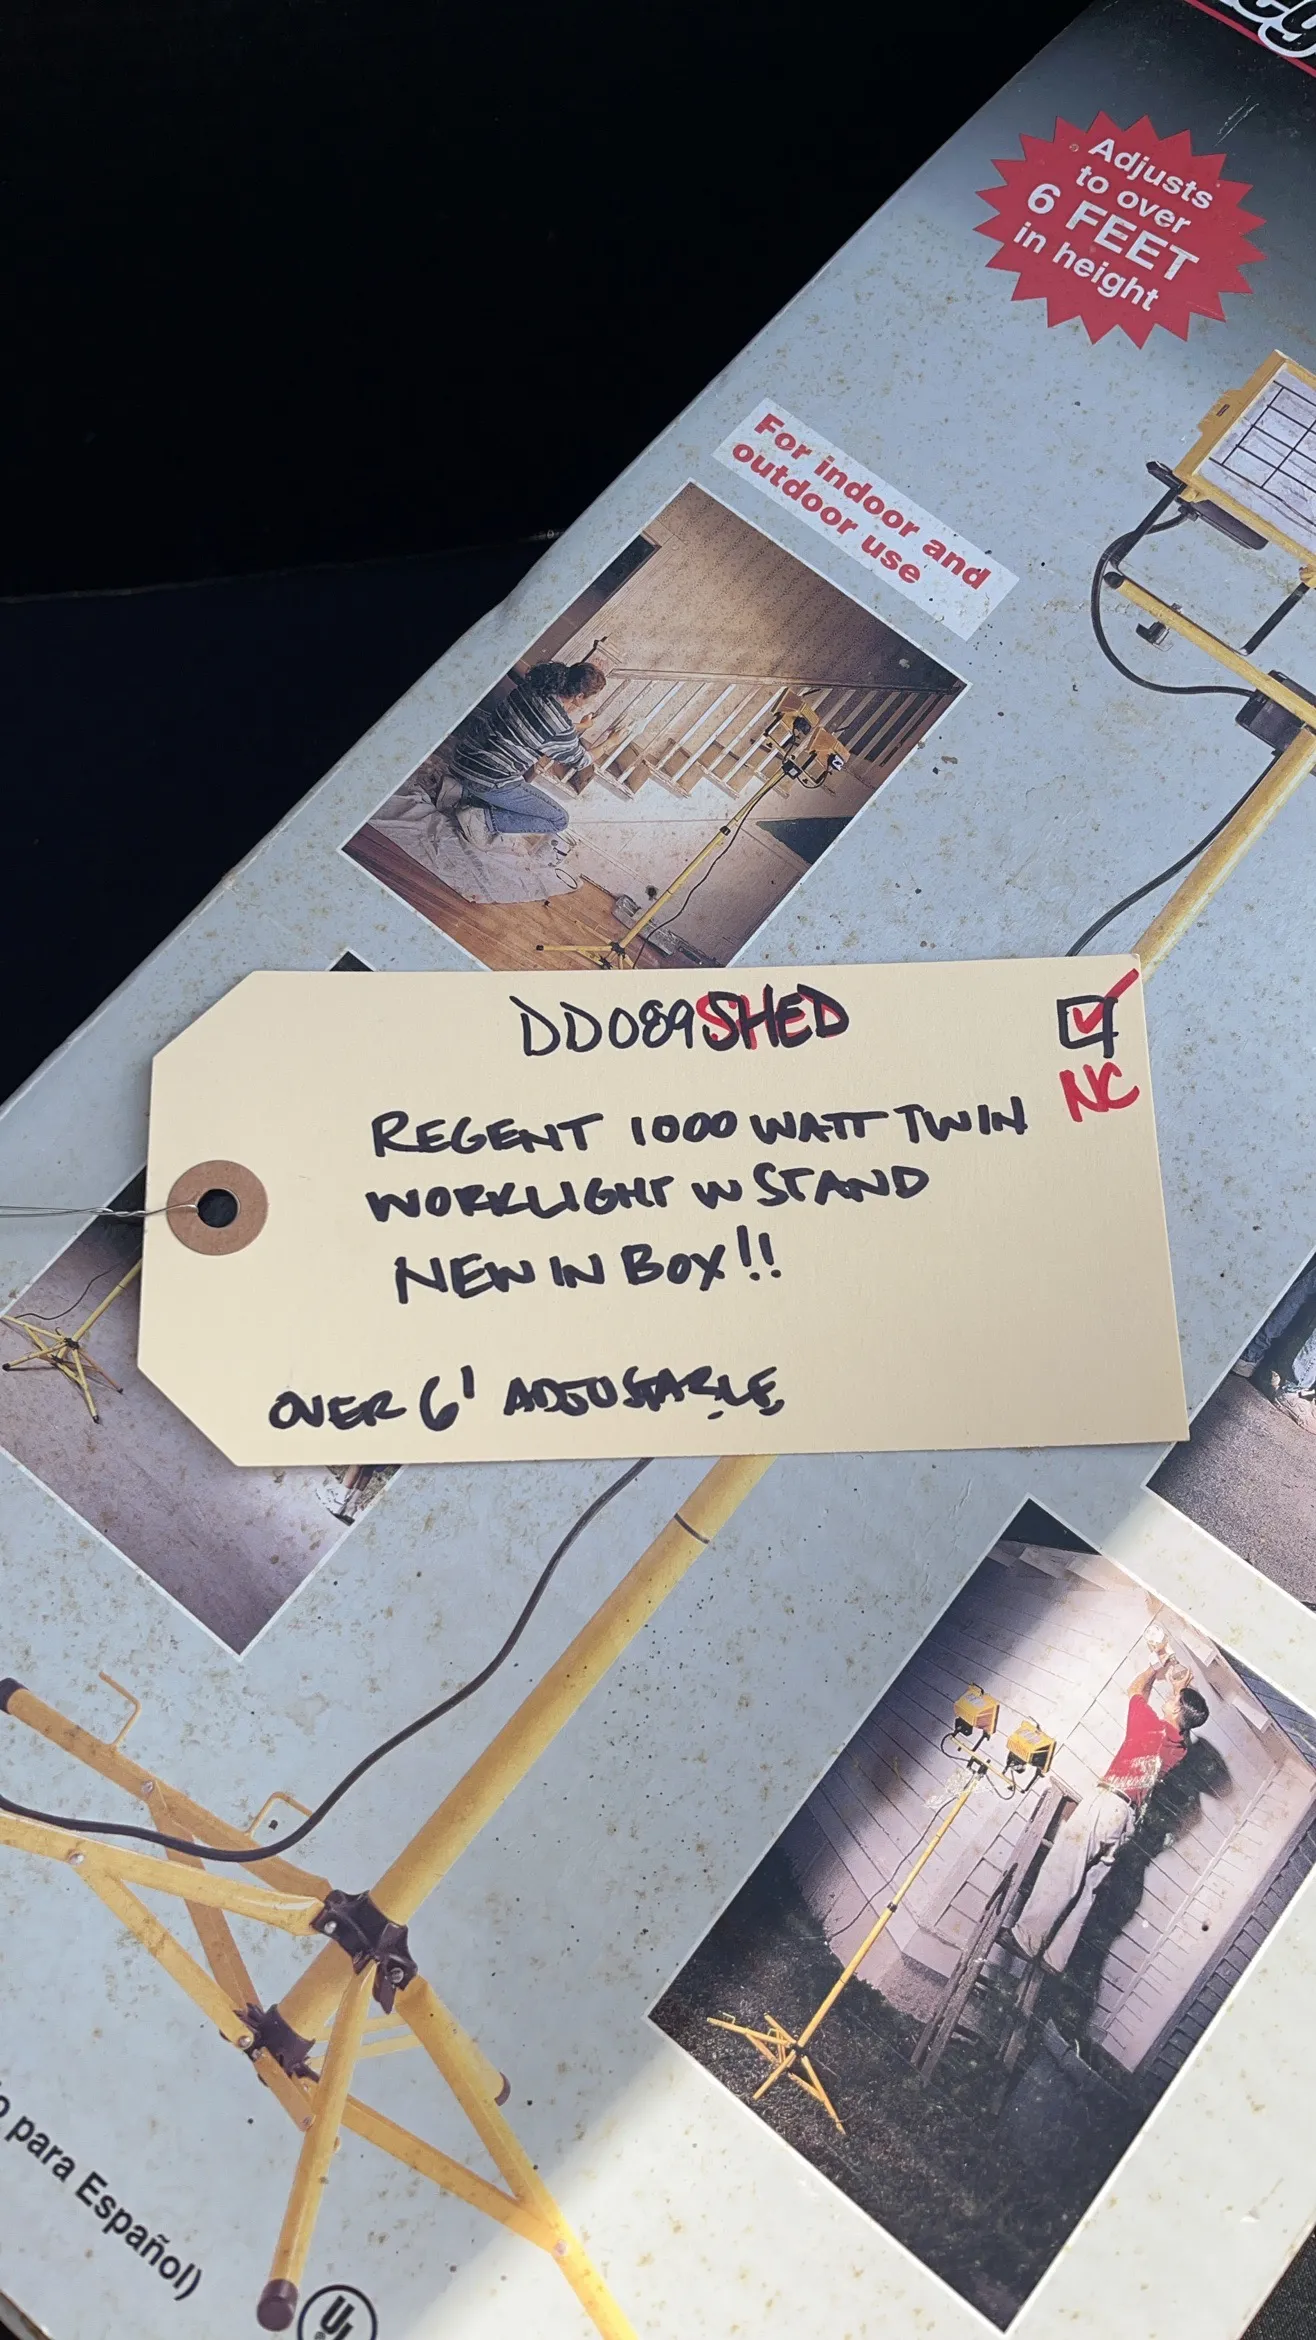 Adjusts
to over
6 FEET
in height
For indoor and
outdoor use
DD089SHED
NC
REGENT 1000 WATT TWIN
WORKLIGHT W STAND
NEW IN BOX!!
OVER 6' ADJUSTABLE
para Español)
UL